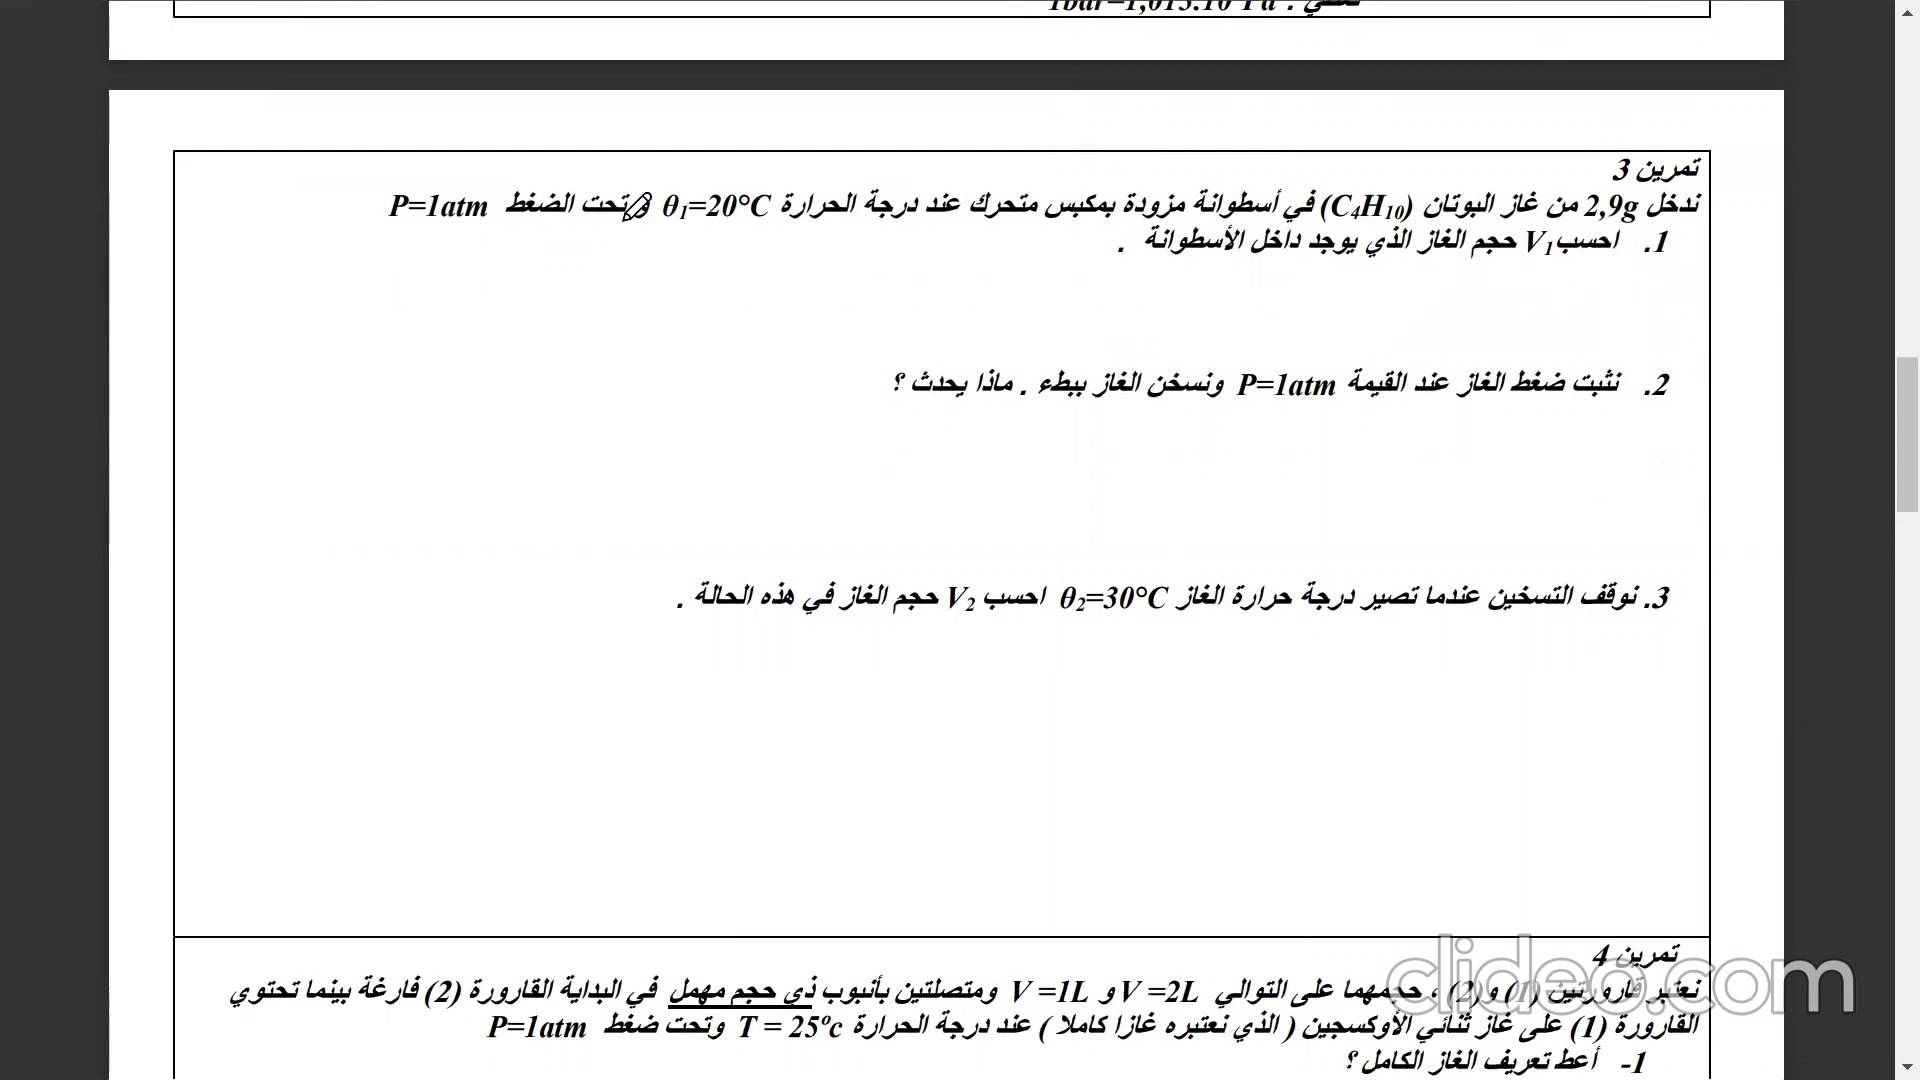 تمرين 3
ندخل 2,9g من غاز البوتان (C₄H₁₀) في أسطوانة مزودة بمكبس متحرك عند درجة الحرارة θ₁=20°C وتحت الضغط P=1atm
1. احسب V₁ حجم الغاز الذي يوجد داخل الأسطوانة .
2. نثبت ضغط الغاز عند القيمة P=1atm ونسخن الغاز ببطء . ماذا يحدث ؟
3. نوقف التسخين عندما تصير درجة حرارة الغاز θ₂=30°C احسب V₂ حجم الغاز في هذه الحالة .
تمرين 4
نعتبر قارورتين (1) و(2) ، حجمهما على التوالي V =2L و V =1L ومتصلتين بأنبوب ذي حجم مهمل في البداية القارورة (2) فارغة بينما تحتوي
القارورة (1) على غاز ثنائي الأوكسجين ( الذي نعتبره غازا كاملا ) عند درجة الحرارة T = 25ºc وتحت ضغط P=1atm
1- أعط تعريف الغاز الكامل ؟
clideo.com